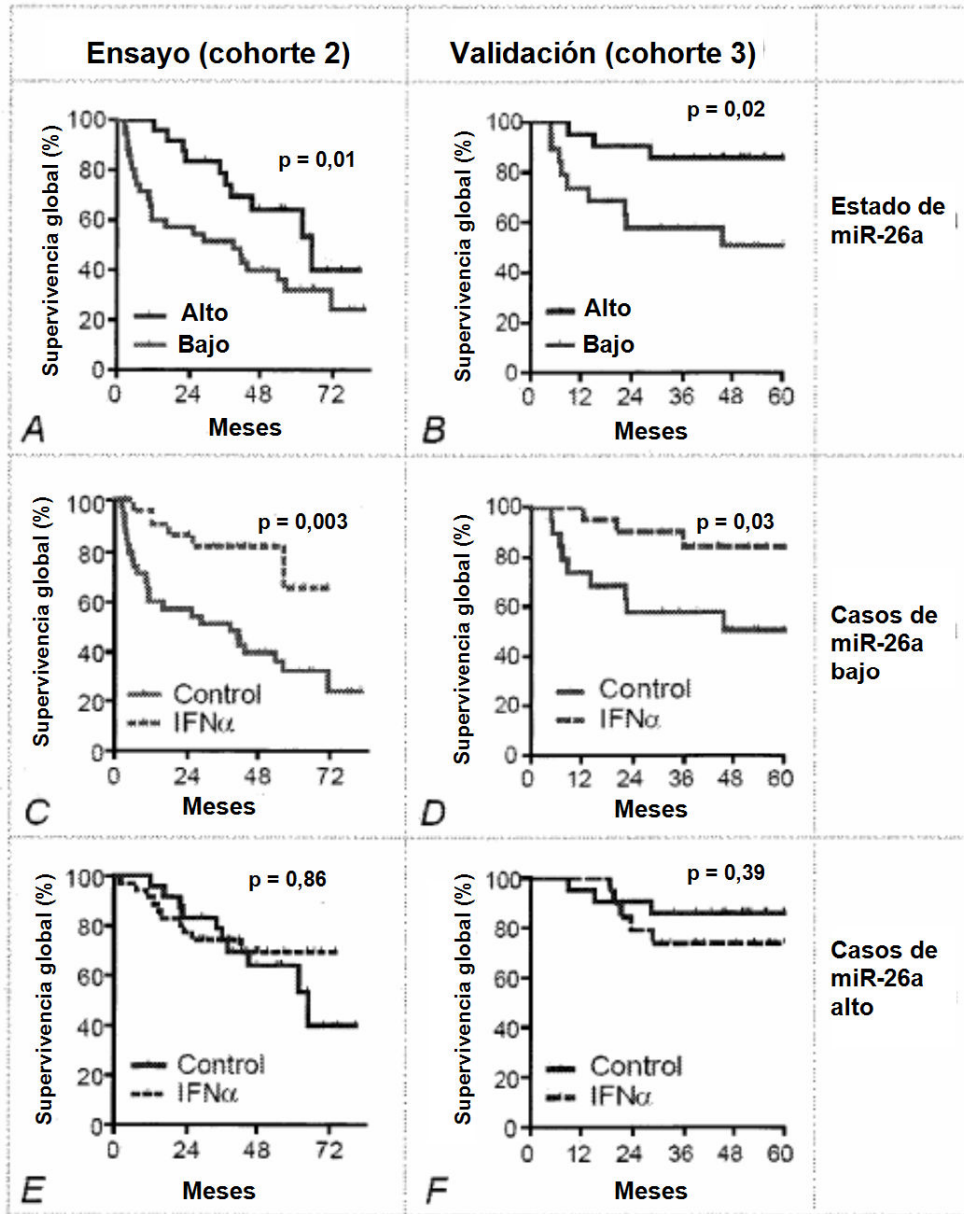 Ensayo (cohorte 2)
Validación (cohorte 3)
Supervivencia global (%)
100
80
60
40
20
0
p = 0,01
Alto
Bajo
0 24 48 72
Meses
A
Supervivencia global (%)
100
80
60
40
20
0
p = 0,02
Alto
Bajo
0 12 24 36 48 60
Meses
B
Estado de
miR-26a
Supervivencia global (%)
100
80
60
40
20
0
p = 0,003
Control
IFNα
0 24 48 72
Meses
C
Supervivencia global (%)
100
80
60
40
20
0
p = 0,03
Control
IFNα
0 12 24 36 48 60
Meses
D
Casos de
miR-26a
bajo
Supervivencia global (%)
100
80
60
40
20
0
p = 0,86
Control
IFNα
0 24 48 72
Meses
E
Supervivencia global (%)
100
80
60
40
20
0
p = 0,39
Control
IFNα
0 12 24 36 48 60
Meses
F
Casos de
miR-26a
alto